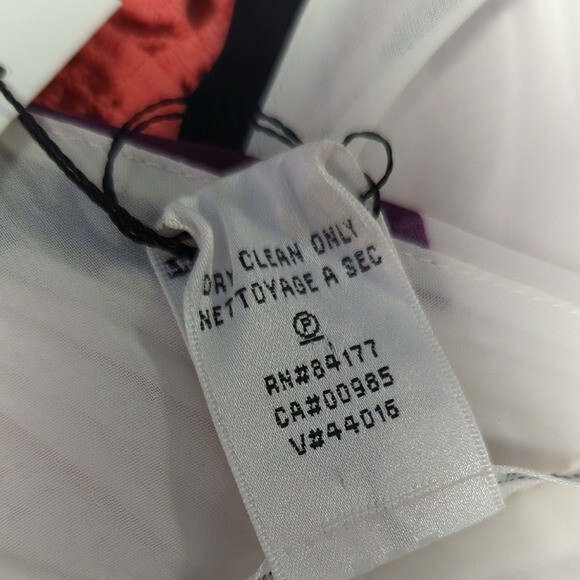 DRY CLEAN ONLY
NETTOYAGE A SEC
P
RN#84177
CA#00985
V#44016